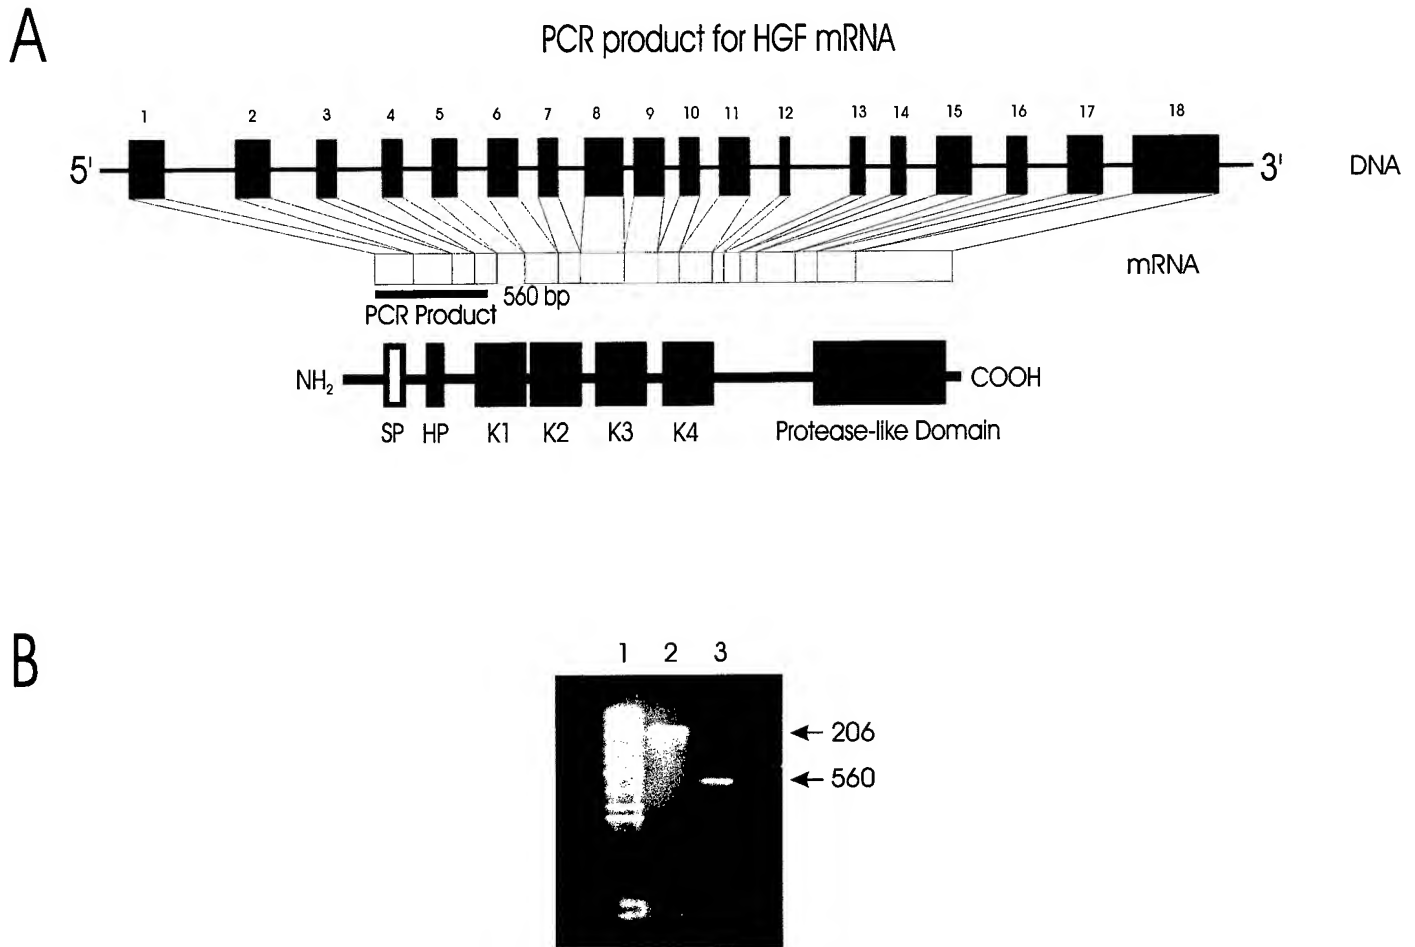 A
PCR product for HGF mRNA
1 2 3 4 5 6 7 8 9 10 11 12 13 14 15 16 17 18
5' 3' DNA
mRNA
560 bp
PCR Product
NH2 COOH
SP HP K1 K2 K3 K4 Protease-like Domain
B
1 2 3
206
560